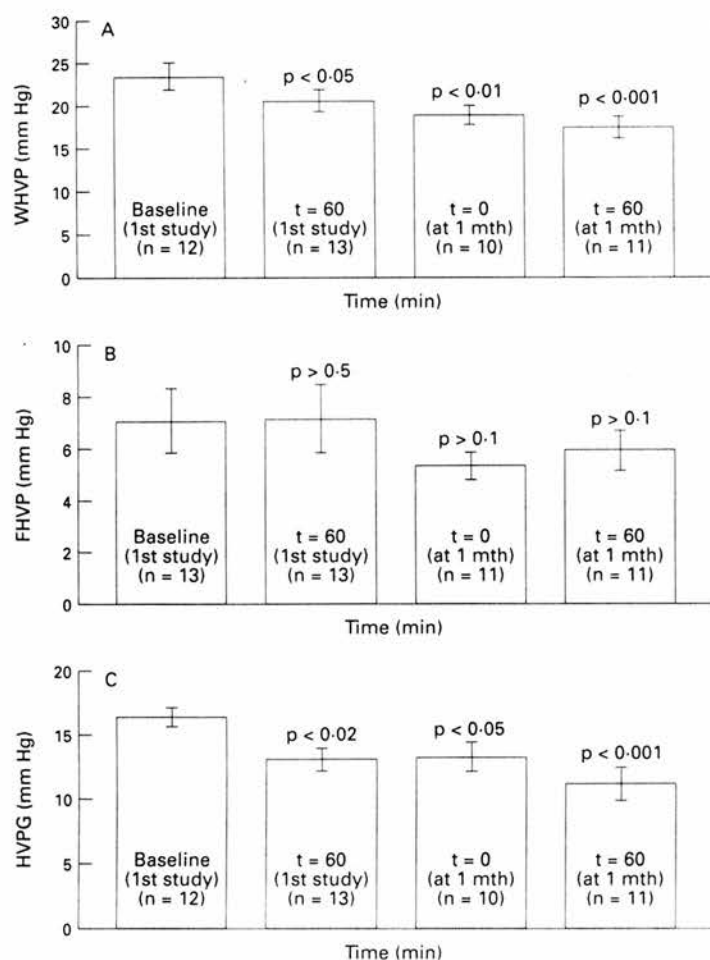 A
WHVP (mm Hg)
30
25
20
15
10
5
0
p < 0·05
p < 0·01
p < 0·001
Baseline
(1st study)
(n = 12)
t = 60
(1st study)
(n = 13)
t = 0
(at 1 mth)
(n = 10)
t = 60
(at 1 mth)
(n = 11)
Time (min)
B
FHVP (mm Hg)
10
8
6
4
2
0
p > 0·5
p > 0·1
p > 0·1
Baseline
(1st study)
(n = 13)
t = 60
(1st study)
(n = 13)
t = 0
(at 1 mth)
(n = 11)
t = 60
(at 1 mth)
(n = 11)
Time (min)
C
HVPG (mm Hg)
20
15
10
5
0
p < 0·02
p < 0·05
p < 0·001
Baseline
(1st study)
(n = 12)
t = 60
(1st study)
(n = 13)
t = 0
(at 1 mth)
(n = 10)
t = 60
(at 1 mth)
(n = 11)
Time (min)